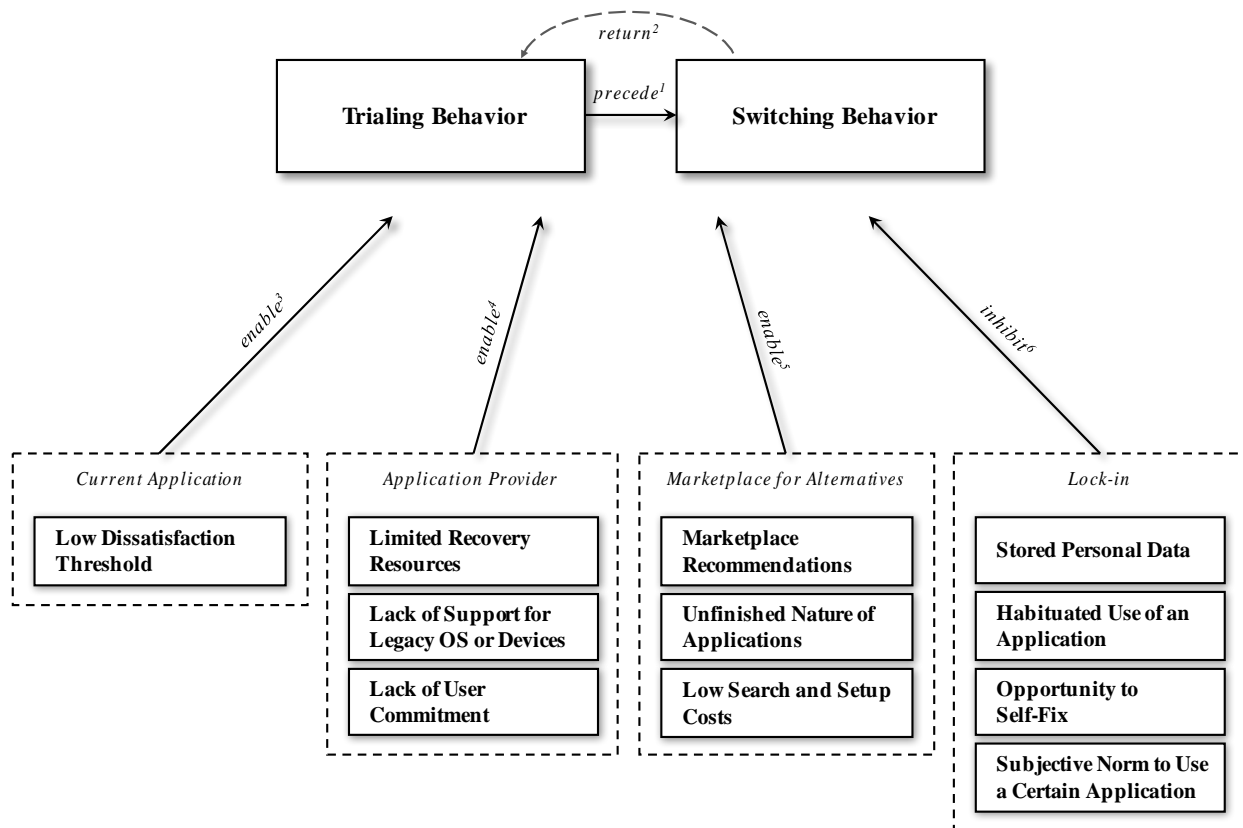 return²
precede¹
Trialing Behavior
Switching Behavior
enable³
enable⁴
enable⁵
inhibit⁶
Current Application
Low Dissatisfaction
Threshold
Application Provider
Limited Recovery
Resources
Lack of Support for
Legacy OS or Devices
Lack of User
Commitment
Marketplace for Alternatives
Marketplace
Recommendations
Unfinished Nature of
Applications
Low Search and Setup
Costs
Lock-in
Stored Personal Data
Habituated Use of an
Application
Opportunity to
Self-Fix
Subjective Norm to Use
a Certain Application